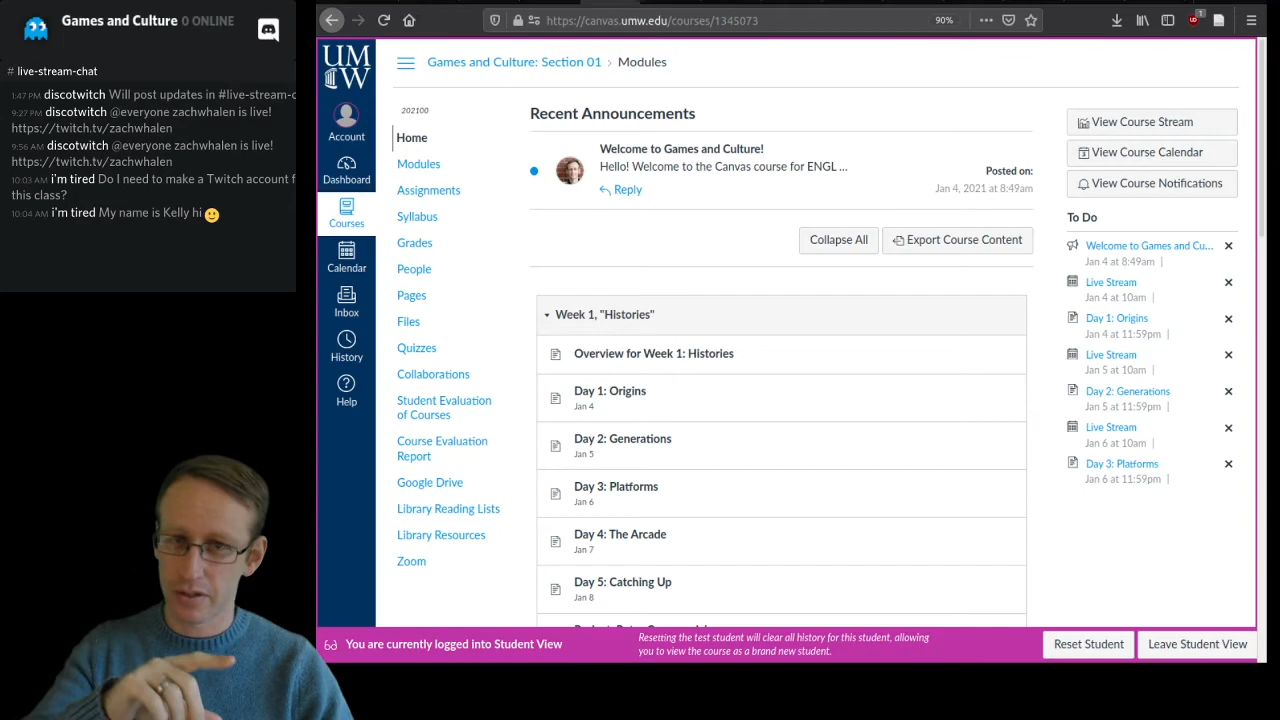 Games and Culture 0 ONLINE
# live-stream-chat
1:47 PM discotwitch Will post updates in #live-stream-c
9:27 PM discotwitch @everyone zachwhalen is live!
https://twitch.tv/zachwhalen
9:56 AM discotwitch @everyone zachwhalen is live!
https://twitch.tv/zachwhalen
10:03 AM i'm tired Do I need to make a Twitch account f
this class?
10:04 AM i'm tired My name is Kelly hi
https://canvas.umw.edu/courses/1345073
90%
1
UM
W
Account
Dashboard
Courses
Calendar
Inbox
History
Help
Games and Culture: Section 01 › Modules
202100
Home
Modules
Assignments
Syllabus
Grades
People
Pages
Files
Quizzes
Collaborations
Student Evaluation
of Courses
Course Evaluation
Report
Google Drive
Library Reading Lists
Library Resources
Zoom
Recent Announcements
Welcome to Games and Culture!
Hello! Welcome to the Canvas course for ENGL ...
Reply
Posted on:
Jan 4, 2021 at 8:49am
Collapse All
Export Course Content
Week 1, "Histories"
Overview for Week 1: Histories
Day 1: Origins
Jan 4
Day 2: Generations
Jan 5
Day 3: Platforms
Jan 6
Day 4: The Arcade
Jan 7
Day 5: Catching Up
Jan 8
View Course Stream
View Course Calendar
View Course Notifications
To Do
Welcome to Games and Cu...
Jan 4 at 8:49am |
Live Stream
Jan 4 at 10am |
Day 1: Origins
Jan 4 at 11:59pm |
Live Stream
Jan 5 at 10am |
Day 2: Generations
Jan 5 at 11:59pm |
Live Stream
Jan 6 at 10am |
Day 3: Platforms
Jan 6 at 11:59pm |
You are currently logged into Student View
Resetting the test student will clear all history for this student, allowing
you to view the course as a brand new student.
Reset Student
Leave Student View